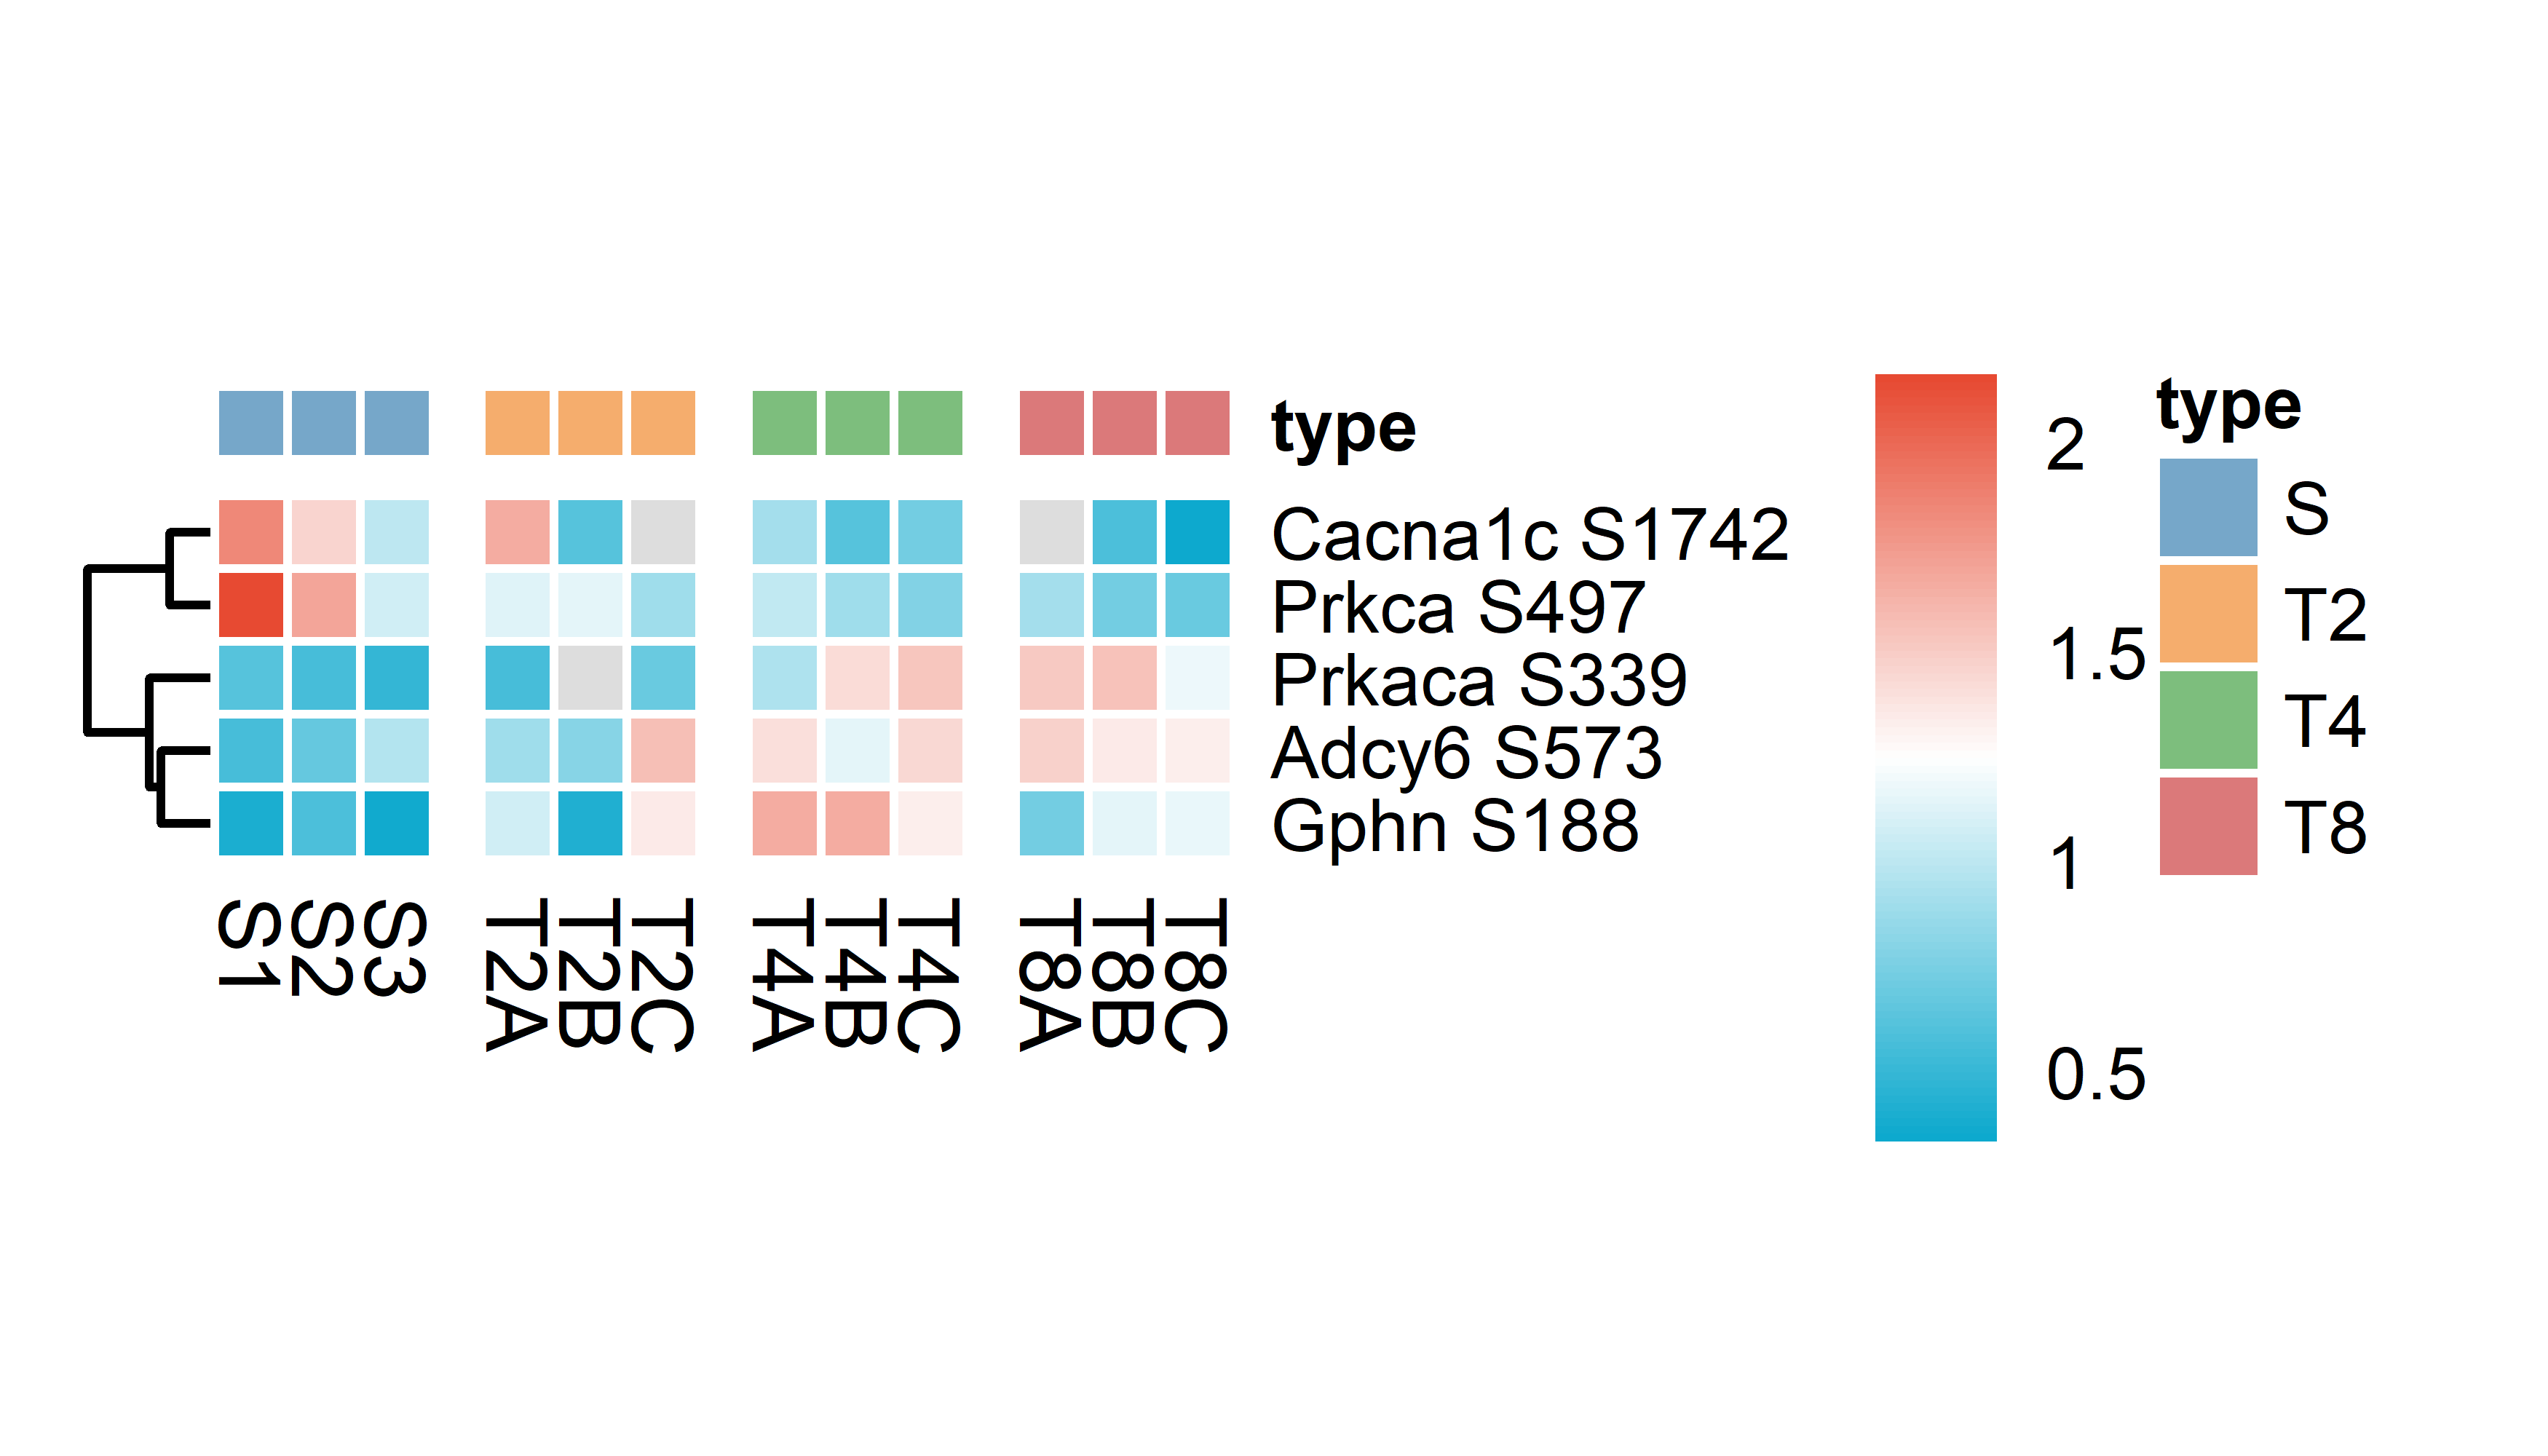 type
Cacna1c S1742
Prkca S497
Prkaca S339
Adcy6 S573
Gphn S188
S1
S2
S3
T2A
T2B
T2C
T4A
T4B
T4C
T8A
T8B
T8C
2
1.5
1
0.5
type
S
T2
T4
T8